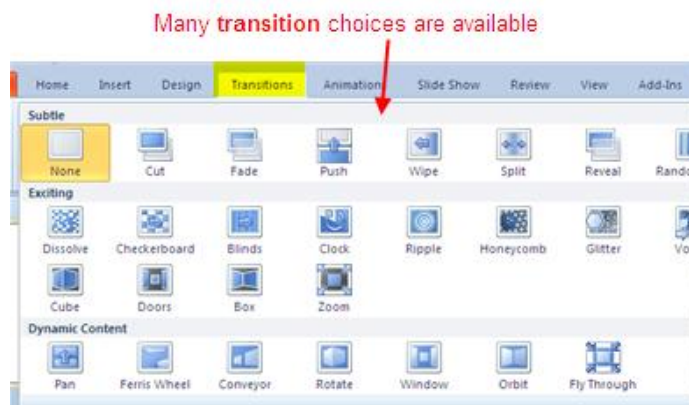 Many transition choices are available
Home Insert Design Transitions Animation Slide Show Review View Add-Ins
Subtle
None Cut Fade Push Wipe Split Reveal
Exciting
Dissolve Checkerboard Blinds Clock Ripple Honeycomb Glitter
Cube Doors Box Zoom
Dynamic Content
Pan Ferris Wheel Conveyor Rotate Window Orbit Fly Through